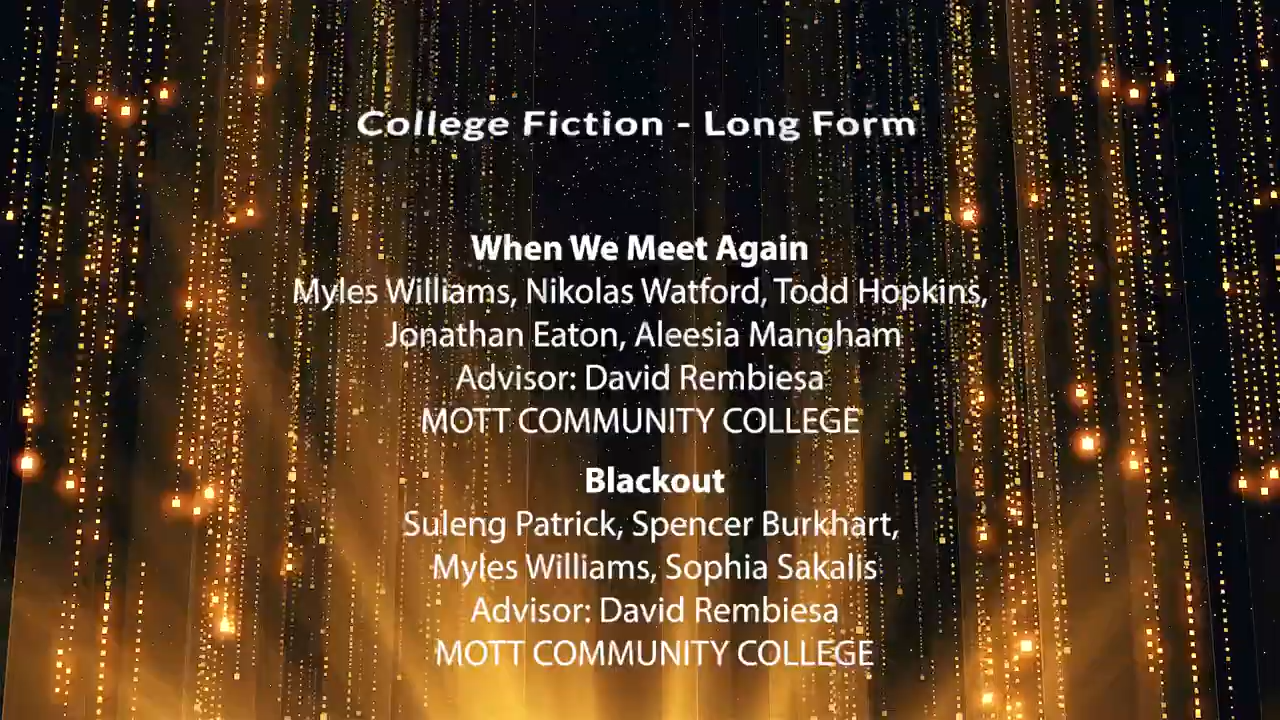 College Fiction - Long Form
When We Meet Again
Myles Williams, Nikolas Watford, Todd Hopkins,
Jonathan Eaton, Aleesia Mangham
Advisor: David Rembiesa
MOTT COMMUNITY COLLEGE
Blackout
Suleng Patrick, Spencer Burkhart,
Myles Williams, Sophia Sakalis
Advisor: David Rembiesa
MOTT COMMUNITY COLLEGE